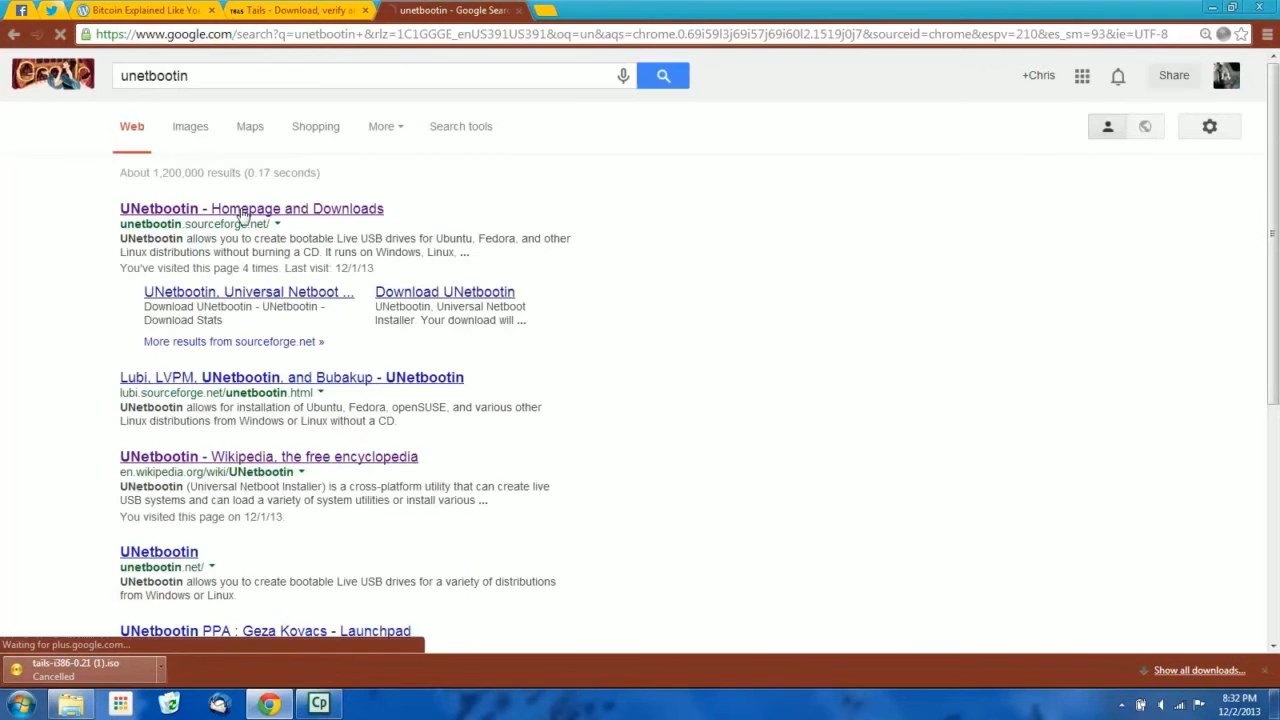 Bitcoin Explained Like Yo
Tails - Download, verify a
unetbootin - Google Sear
https://www.google.com/search?q=unetbootin+&rlz=1C1GGGE_enUS391US391&oq=un&aqs=chrome.0.69i59l3j69i57j69i60l2.1519j0j7&sourceid=chrome&espv=210&es_sm=93&ie=UTF-8
unetbootin
+Chris
Share
Web Images Maps Shopping More Search tools
About 1,200,000 results (0.17 seconds)
UNetbootin - Homepage and Downloads
unetbootin.sourceforge.net/
UNetbootin allows you to create bootable Live USB drives for Ubuntu, Fedora, and other
Linux distributions without burning a CD. It runs on Windows, Linux, ...
You've visited this page 4 times. Last visit: 12/1/13
UNetbootin, Universal Netboot ...
Download UNetbootin - UNetbootin -
Download Stats
Download UNetbootin
UNetbootin, Universal Netboot
Installer Your download will ...
More results from sourceforge.net »
Lubi, LVPM, UNetbootin, and Bubakup - UNetbootin
lubi.sourceforge.net/unetbootin.html
UNetbootin allows for installation of Ubuntu, Fedora, openSUSE, and various other
Linux distributions from Windows or Linux without a CD.
UNetbootin - Wikipedia, the free encyclopedia
en.wikipedia.org/wiki/UNetbootin
UNetbootin (Universal Netboot Installer) is a cross-platform utility that can create live
USB systems and can load a variety of system utilities or install various ...
You visited this page on 12/1/13.
UNetbootin
unetbootin.net/
UNetbootin allows you to create bootable Live USB drives for a variety of distributions
from Windows or Linux.
UNetbootin PPA : Geza Kovacs - Launchpad
Waiting for plus.google.com...
tails-i386-0.21 (1).iso
Cancelled
Show all downloads...
Cp
8:32 PM
12/2/2013